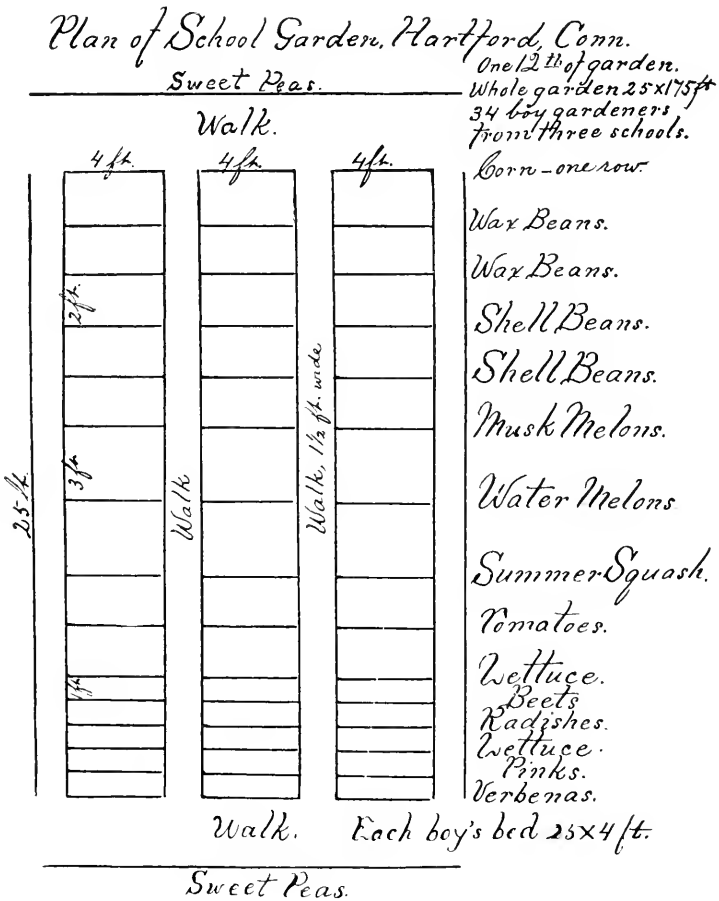 Plan of School Garden, Hartford, Conn.
One 12th of garden.
Whole garden 25x175ft
34 boy gardeners
from three schools.
Sweet Peas.
Walk.
4 ft. 4 ft. 4 ft.
Corn – one row.
Wax Beans.
Wax Beans.
2 ft.
Shell Beans.
Shell Beans.
Musk Melons.
3 ft
25 ft.
Walk
Walk, 1½ ft. wide
Water Melons
Summer Squash.
Tomatoes.
Lettuce.
1 ft
Beets
Radishes.
Lettuce.
Pinks.
Verbenas.
Walk. Each boy's bed 25x4 ft.
Sweet Peas.